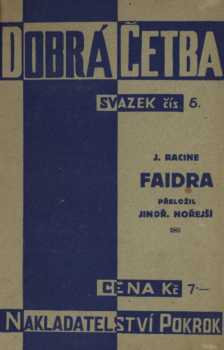 DOBRÁ ČETBA
SVAZEK čís 6.
J. RACINE
FAIDRA
PŘELOŽIL
JINDŘ. HOŘEJŠÍ
CENA Kč 7·—
NAKLADATELSTVÍ POKROK